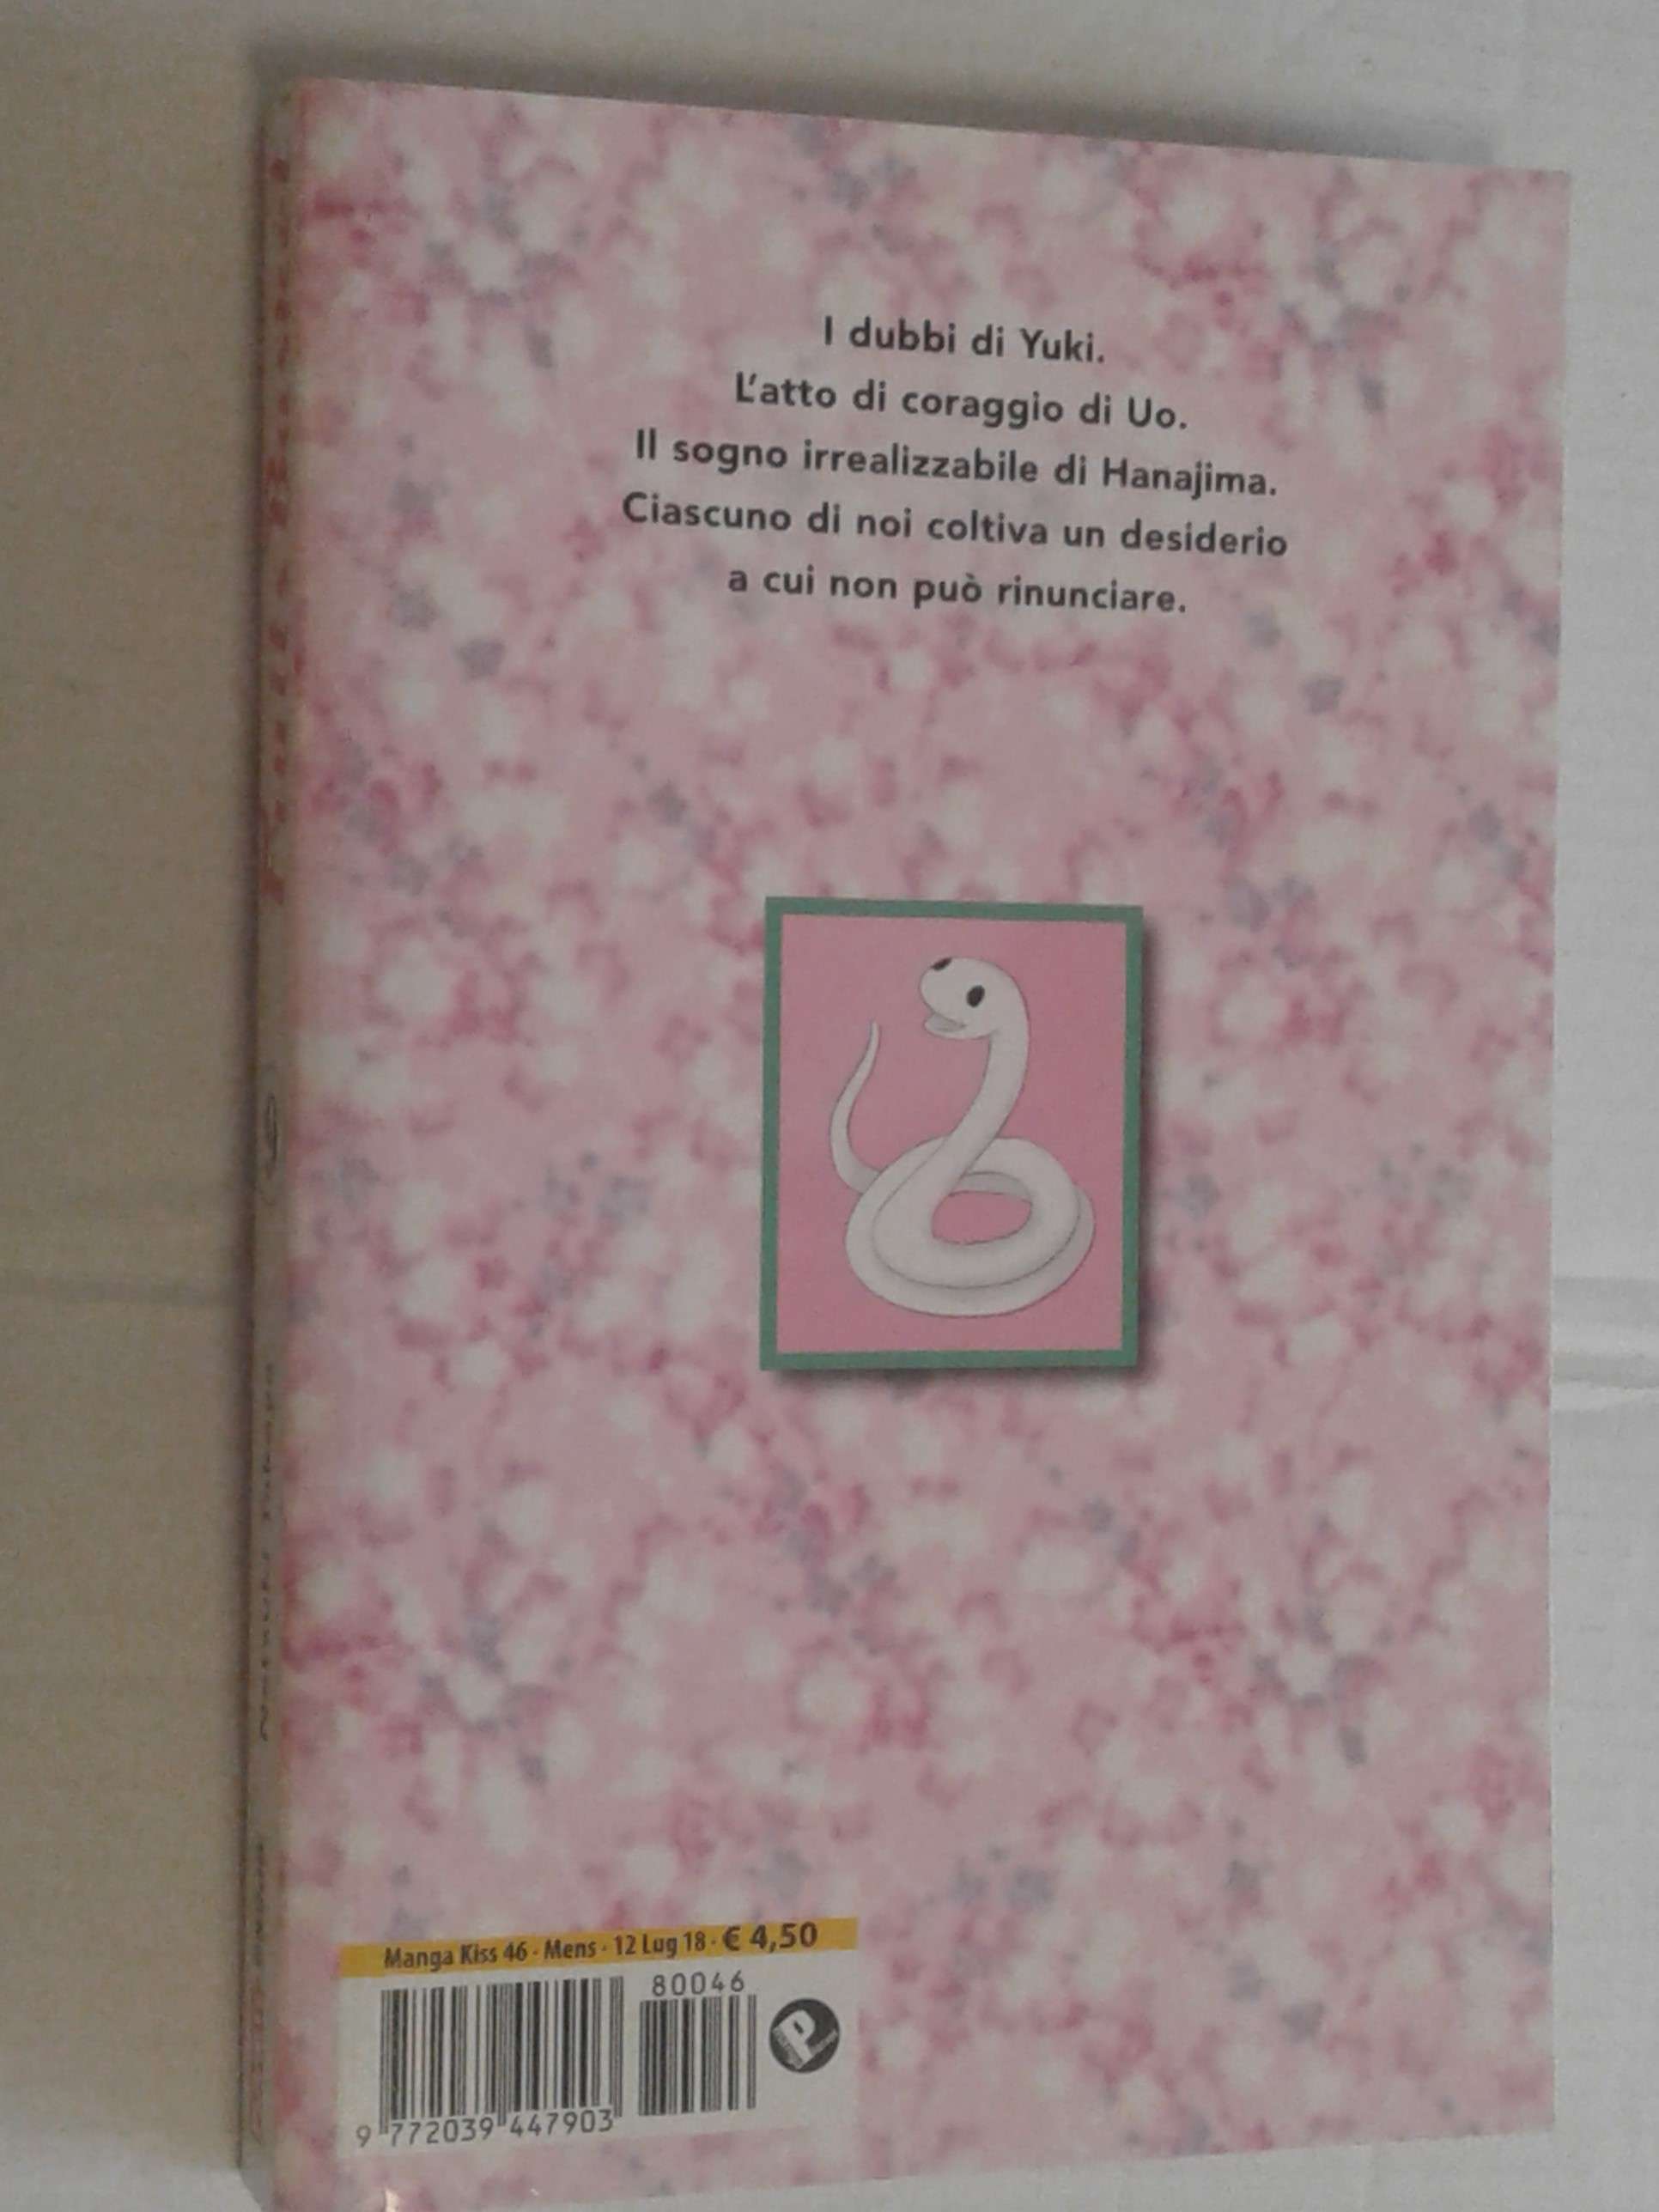 I dubbi di Yuki.
L'atto di coraggio di Uo.
Il sogno irrealizzabile di Hanajima.
Ciascuno di noi coltiva un desiderio
a cui non può rinunciare.
Manga Kiss 46 - Mens - 12 Lug 18 - € 4,50
80046
9 772039 447903
P